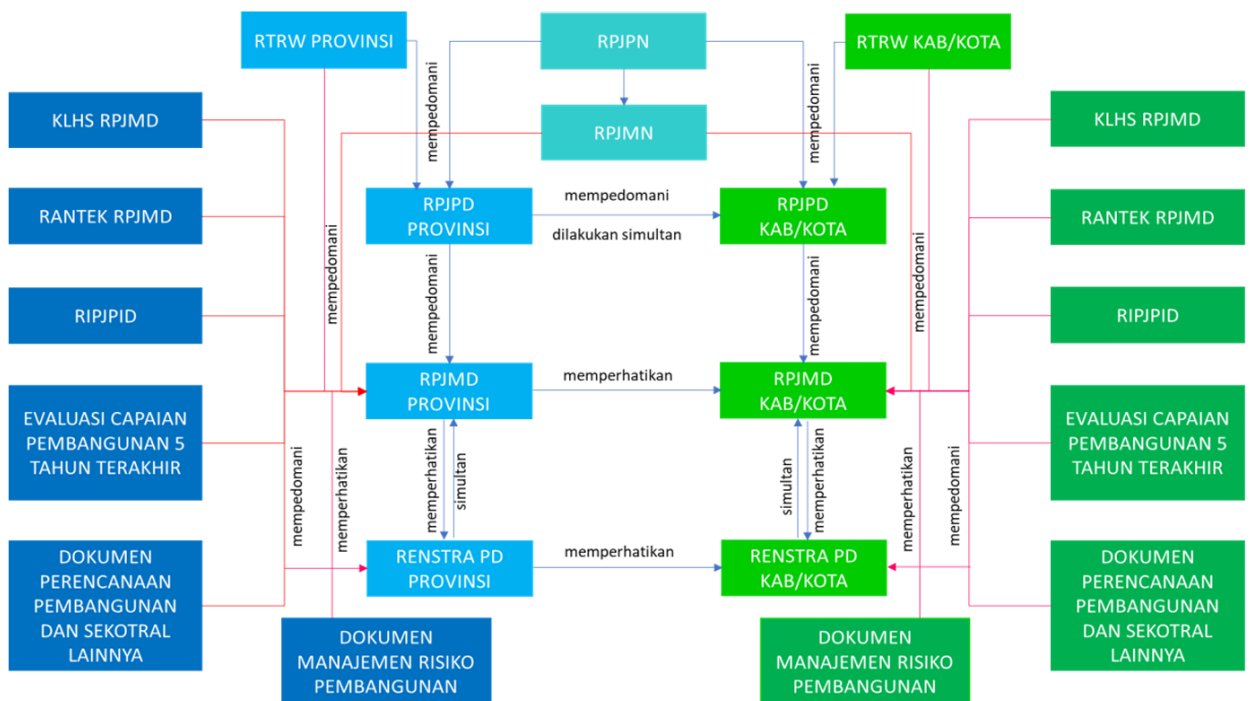 RTRW PROVINSI
RPJPN
RTRW KAB/KOTA
mempedomani
mempedomani
KLHS RPJMD
RPJMN
KLHS RPJMD
RANTEK RPJMD
RPJPD
PROVINSI
mempedomani
dilakukan simultan
RPJPD
KAB/KOTA
RANTEK RPJMD
mempedomani
mempedomani
mempedomani
mempedomani
RIPJPID
RIPJPID
RPJMD
PROVINSI
memperhatikan
RPJMD
KAB/KOTA
EVALUASI CAPAIAN
PEMBANGUNAN 5
TAHUN TERAKHIR
EVALUASI CAPAIAN
PEMBANGUNAN 5
TAHUN TERAKHIR
mempedomani
memperhatikan
memperhatikan
simultan
simultan
memperhatikan
memperhatikan
mempedomani
DOKUMEN
PERENCANAAN
PEMBANGUNAN
DAN SEKOTRAL
LAINNYA
RENSTRA PD
PROVINSI
memperhatikan
RENSTRA PD
KAB/KOTA
DOKUMEN
PERENCANAAN
PEMBANGUNAN
DAN SEKOTRAL
LAINNYA
DOKUMEN
MANAJEMEN RISIKO
PEMBANGUNAN
DOKUMEN
MANAJEMEN RISIKO
PEMBANGUNAN